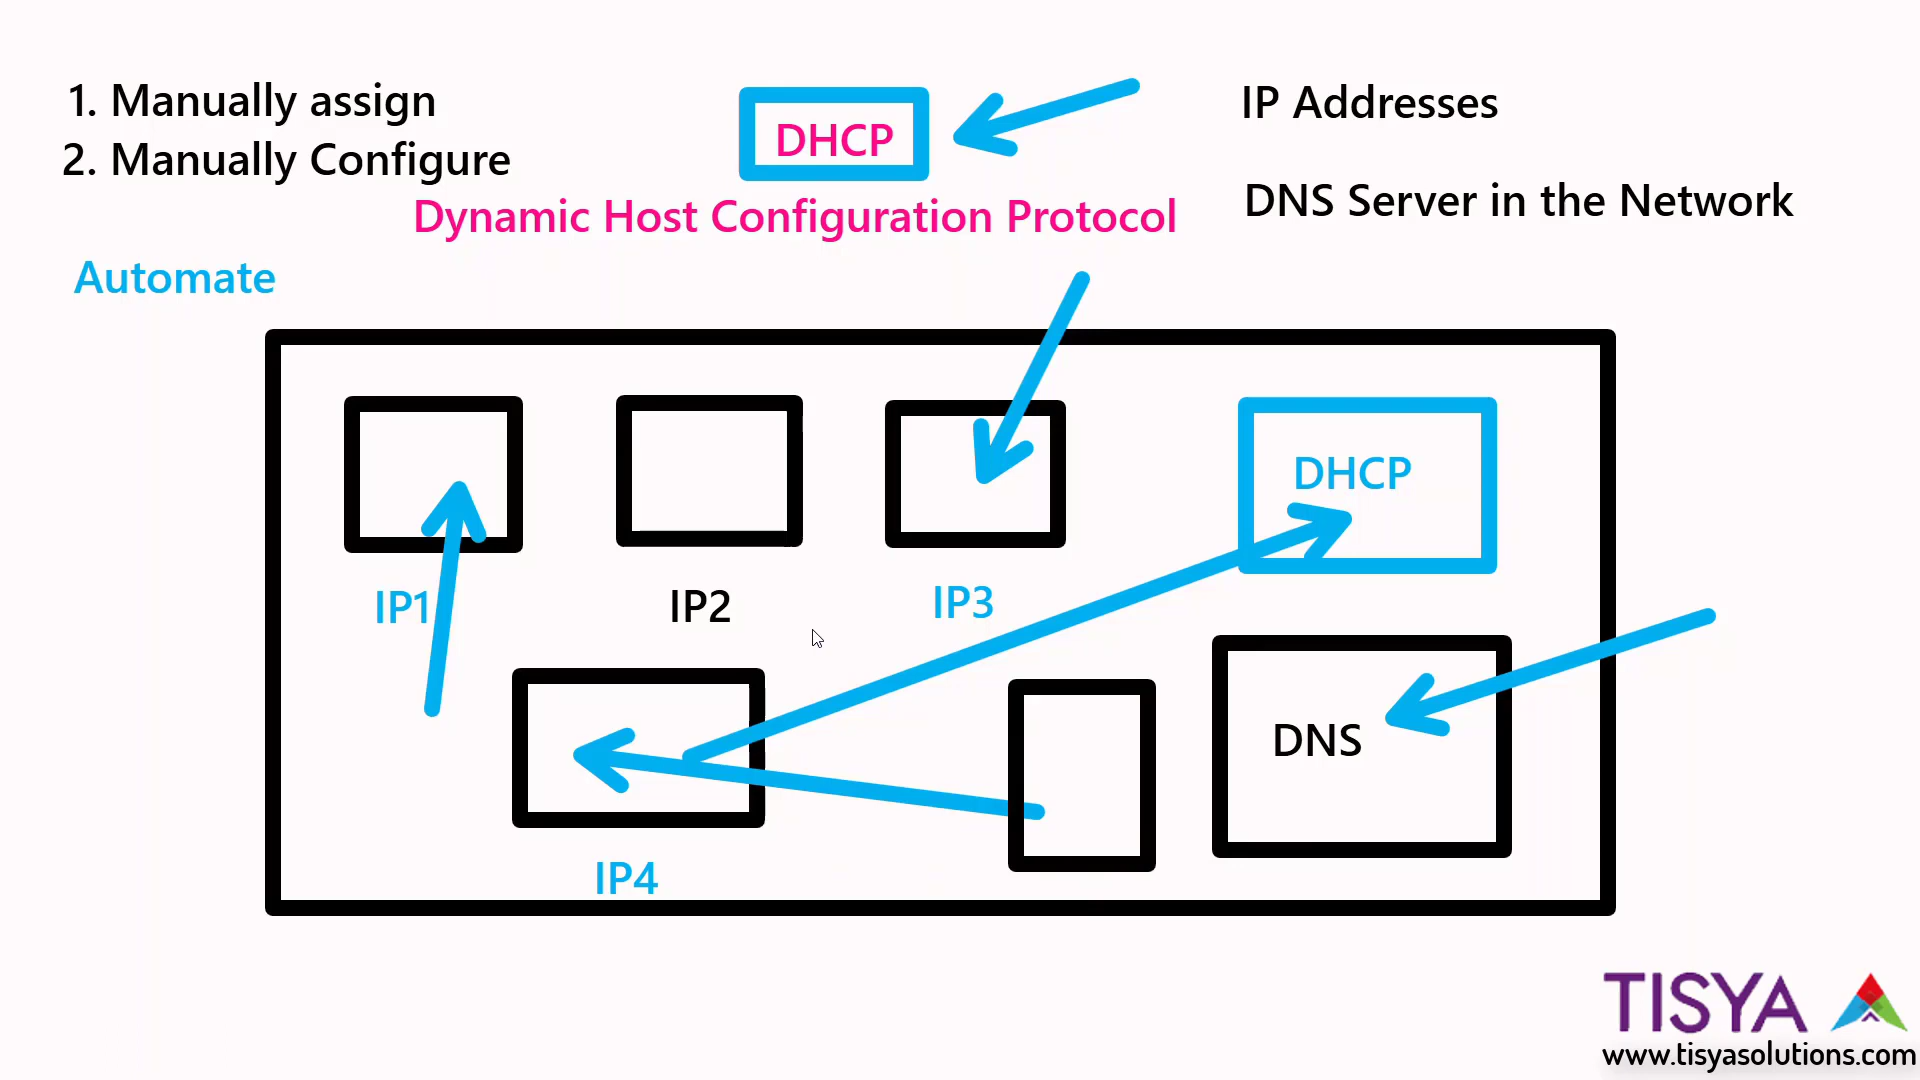 1. Manually assign
2. Manually Configure
DHCP
Dynamic Host Configuration Protocol
IP Addresses
DNS Server in the Network
Automate
DHCP
IP1
IP2
IP3
DNS
IP4
TISYA
www.tisyasolutions.com